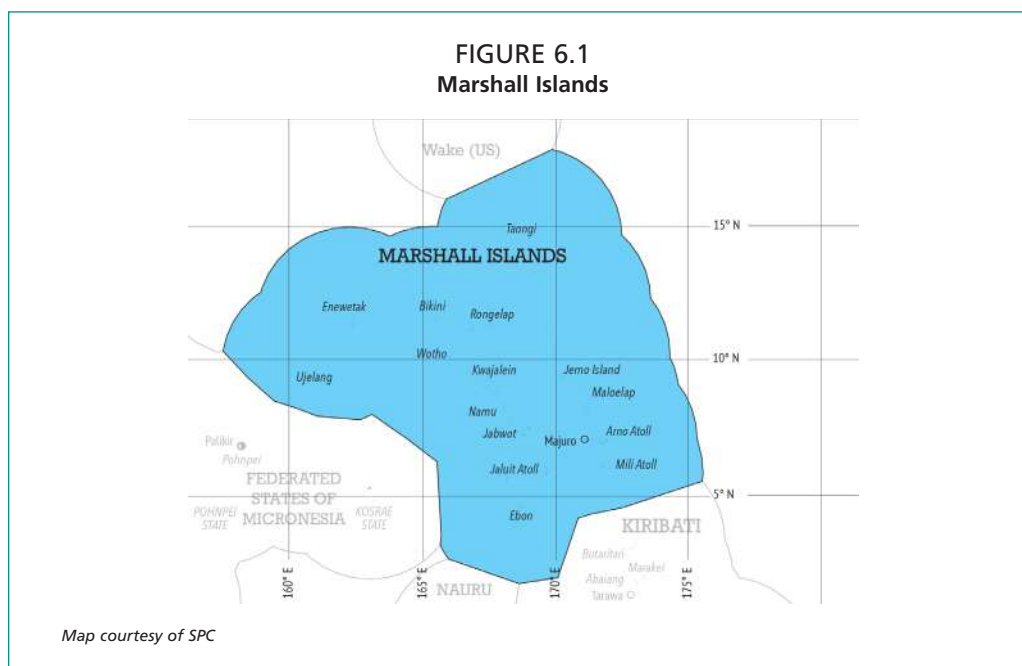 FIGURE 6.1
Marshall Islands
Wake (US)
Taongi
15° N
MARSHALL ISLANDS
Enewetak
Bikini
Rongelap
Wotho
10° N
Ujelang
Kwajalein
Jemo Island
Maloelap
Namu
Jabwot
Majuro
Arno Atoll
Palikir
Pohnpei
Jaluit Atoll
Mili Atoll
FEDERATED
STATES OF
MICRONESIA
POHNPEI
STATE
KOSRAE
STATE
5° N
Ebon
KIRIBATI
Butaritari
Marakei
Abaiang
Tarawa
NAURU
160° E
165° E
170° E
175° E
Map courtesy of SPC